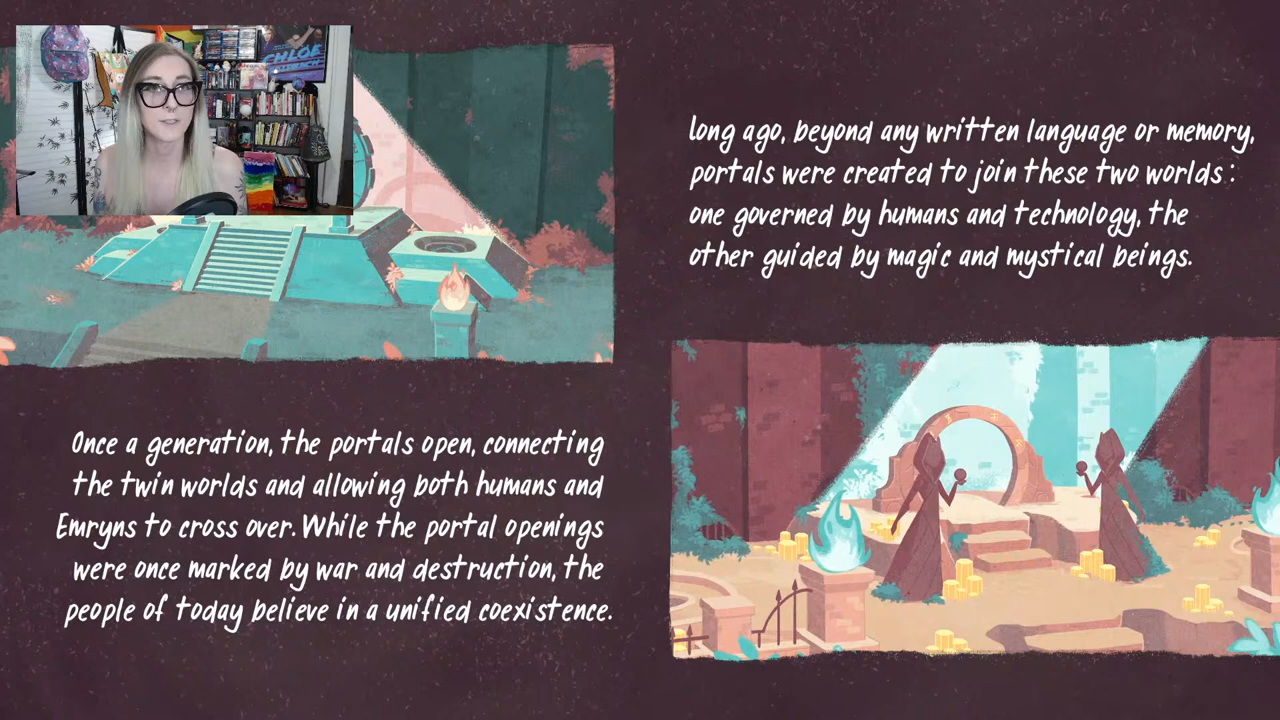 CHLOE
long ago, beyond any written language or memory,
portals were created to join these two worlds :
one governed by humans and technology, the
other guided by magic and mystical beings.
Once a generation, the portals open, connecting
the twin worlds and allowing both humans and
Emryns to cross over. While the portal openings
were once marked by war and destruction, the
people of today believe in a unified coexistence.